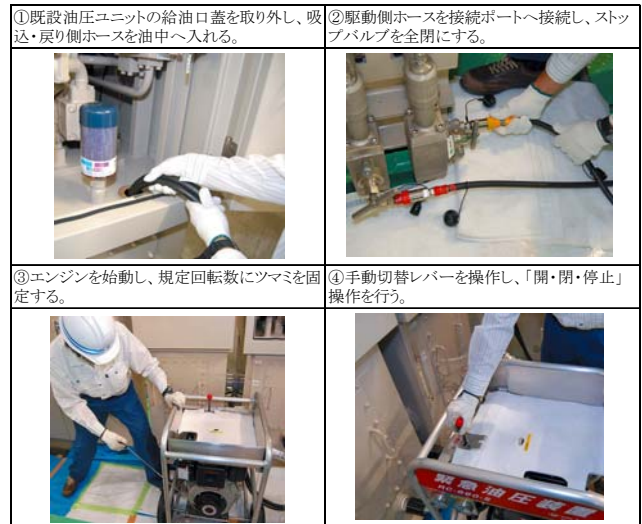 ①既設油圧ユニットの給油口蓋を取り外し、吸
込・戻り側ホースを油中へ入れる。
②駆動側ホースを接続ポートへ接続し、ストッ
プバルブを全閉にする。
③エンジンを始動し、規定回転数にツマミを固
定する。
④手動切替レバーを操作し、「開・閉・停止」
操作を行う。
緊急油圧装置